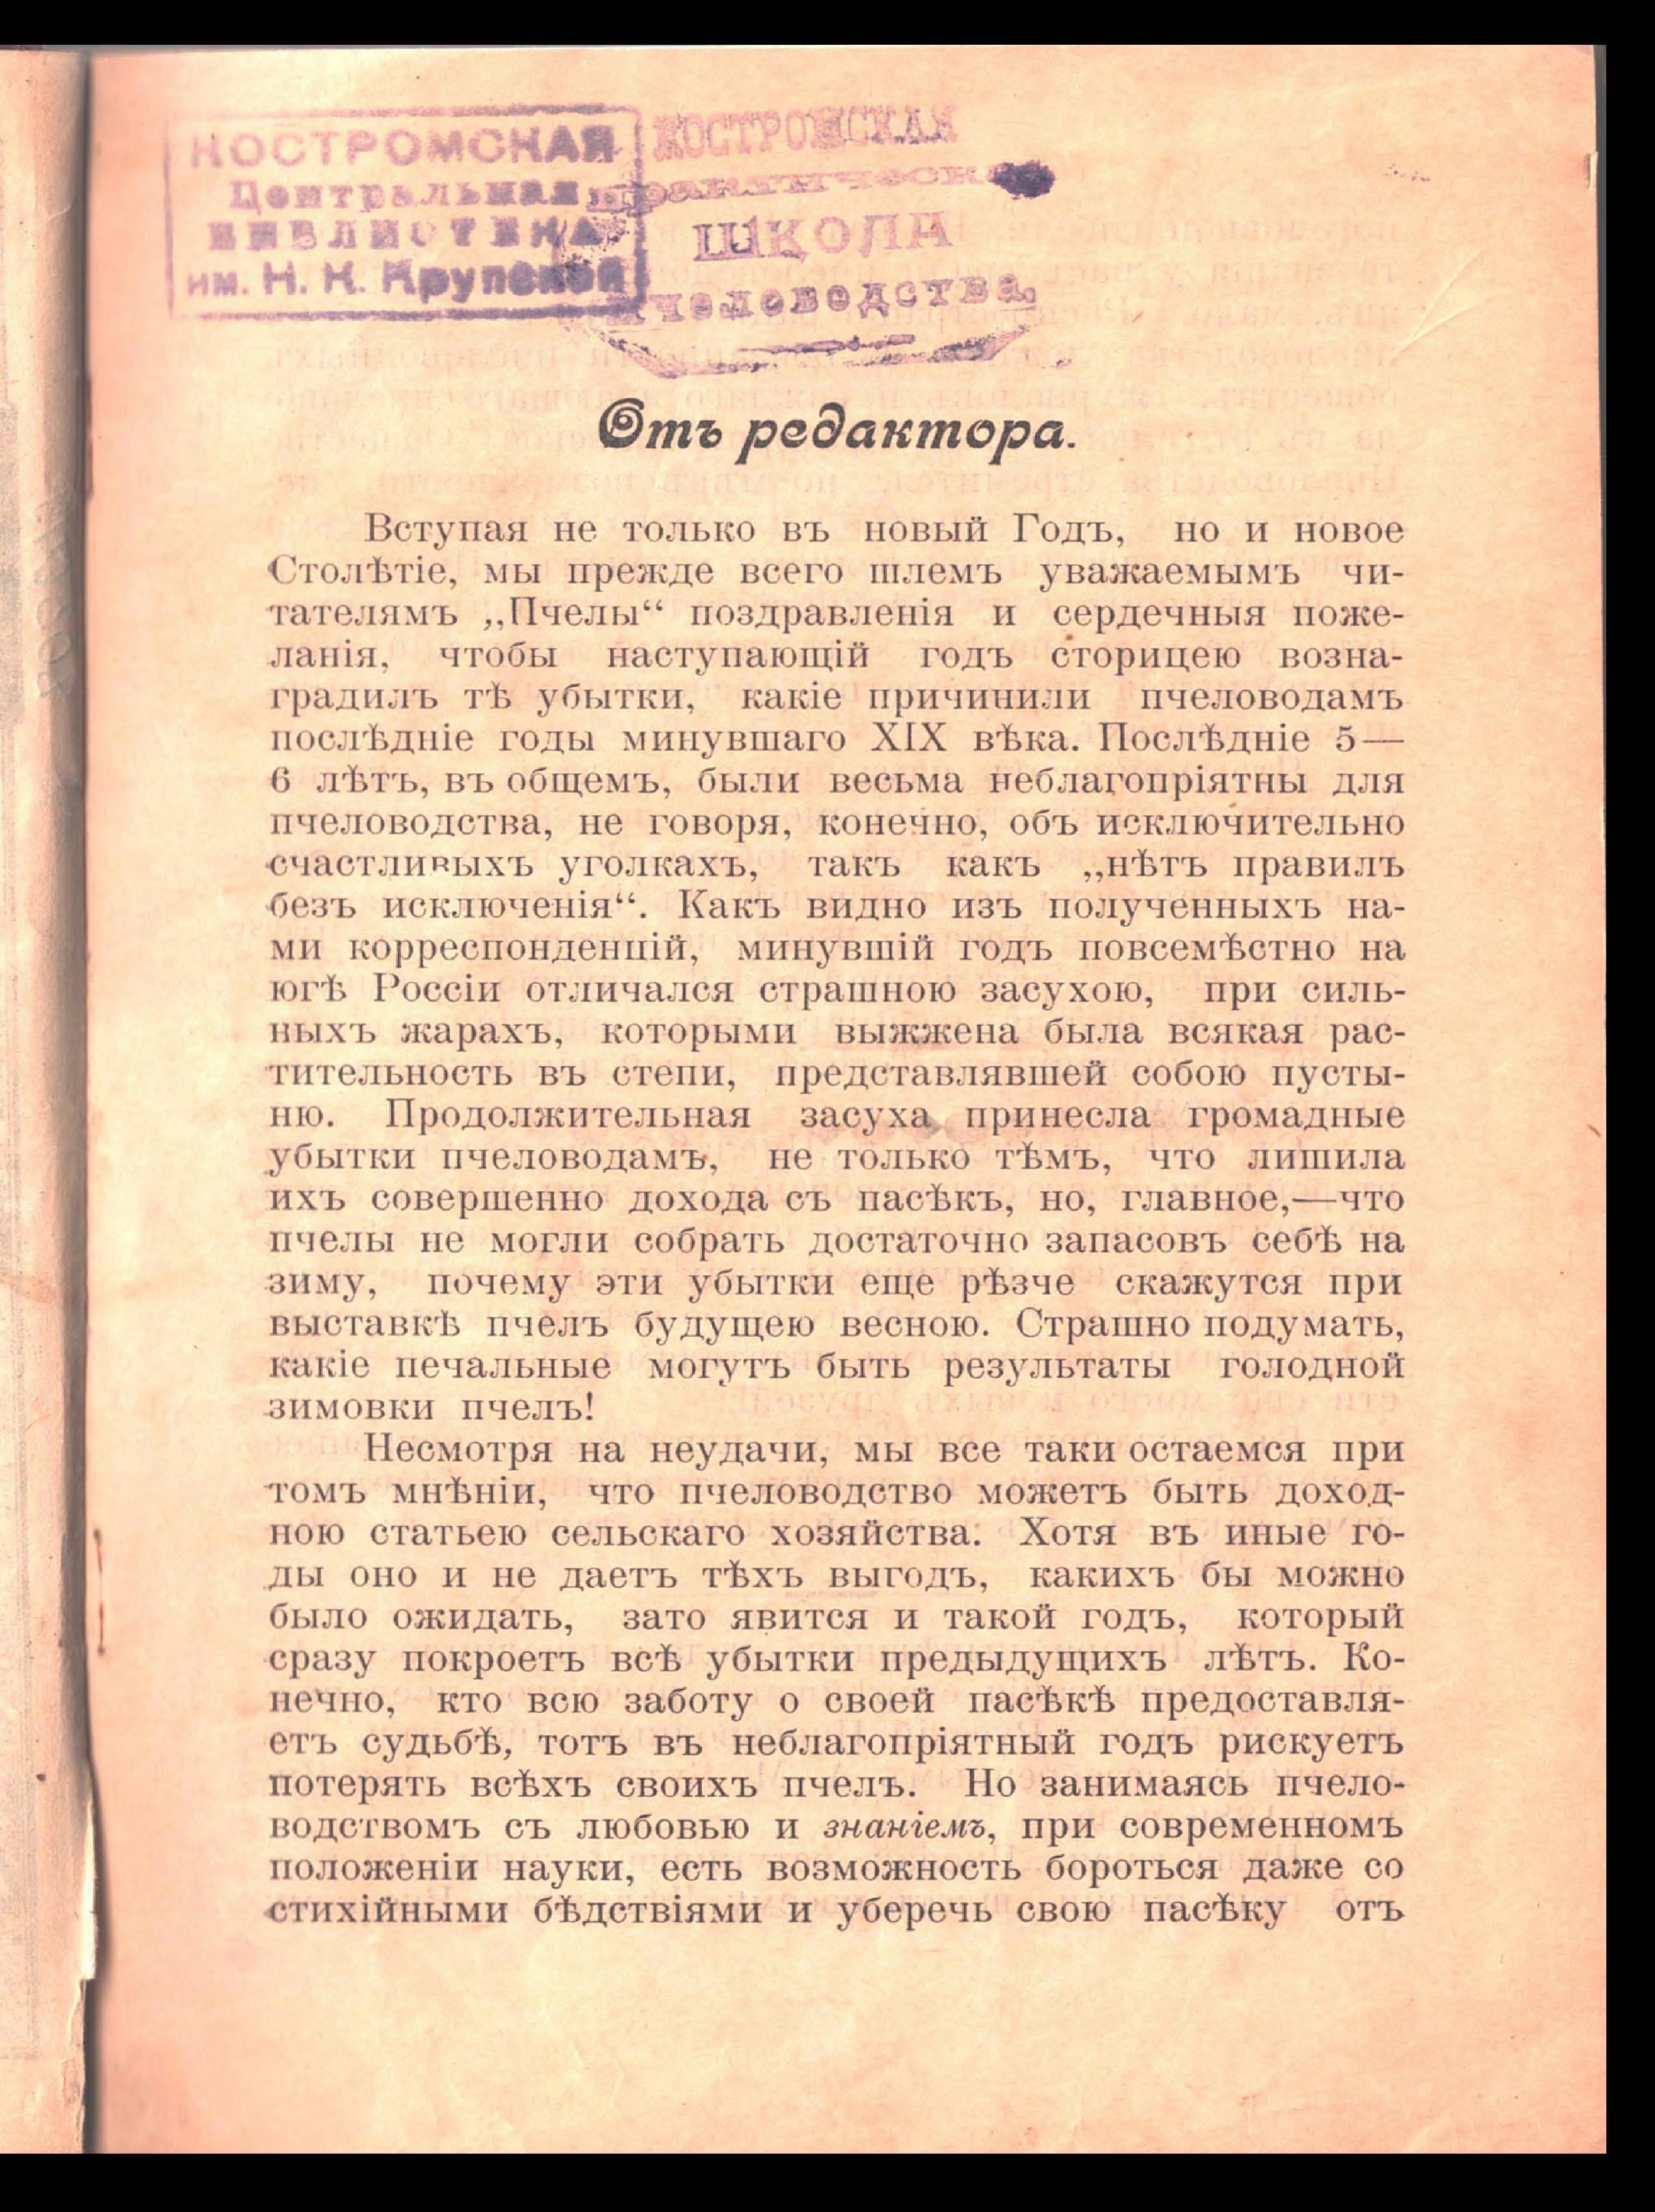 КОСТРОМСКАЯ
Центральная
БИБЛИОТЕКА
им. Н. К. Крупской
КОСТРОМСКАЯ
ШКОЛА
пчеловодства.
Отъ редактора.
Вступая не только въ новый Годъ, но и новое
Столѣтіе, мы прежде всего шлемъ уважаемымъ чи-
тателямъ „Пчелы“ поздравленія и сердечныя поже-
ланія, чтобы наступающій годъ сторицею возна-
градилъ тѣ убытки, какіе причинили пчеловодамъ
послѣдніе годы минувшаго XIX вѣка. Послѣдніе 5—
6 лѣтъ, въ общемъ, были весьма неблагопріятны для
пчеловодства, не говоря, конечно, объ исключительно
счастливыхъ уголкахъ, такъ какъ „нѣтъ правилъ
безъ исключенія“. Какъ видно изъ полученныхъ на-
ми корреспонденцій, минувшій годъ повсемѣстно на
югѣ Россіи отличался страшною засухою, при силь-
ныхъ жарахъ, которыми выжжена была всякая рас-
тительность въ степи, представлявшей собою пусты-
ню. Продолжительная засуха принесла громадные
убытки пчеловодамъ, не только тѣмъ, что лишила
ихъ совершенно дохода съ пасѣкъ, но, главное,—что
пчелы не могли собрать достаточно запасовъ себѣ на
зиму, почему эти убытки еще рѣзче скажутся при
выставкѣ пчелъ будущею весною. Страшно подумать,
какіе печальные могутъ быть результаты голодной
зимовки пчелъ!
Несмотря на неудачи, мы все таки остаемся при
томъ мнѣніи, что пчеловодство можетъ быть доход-
ною статьею сельскаго хозяйства. Хотя въ иные го-
ды оно и не даетъ тѣхъ выгодъ, какихъ бы можно
было ожидать, зато явится и такой годъ, который
сразу покроетъ всѣ убытки предыдущихъ лѣтъ. Ко-
нечно, кто всю заботу о своей пасѣкѣ предоставля-
етъ судьбѣ, тотъ въ неблагопріятный годъ рискуетъ
потерять всѣхъ своихъ пчелъ. Но занимаясь пчело-
водствомъ съ любовью и знаніемъ, при современномъ
положеніи науки, есть возможность бороться даже со
стихійными бѣдствіями и уберечь свою пасѣку отъ